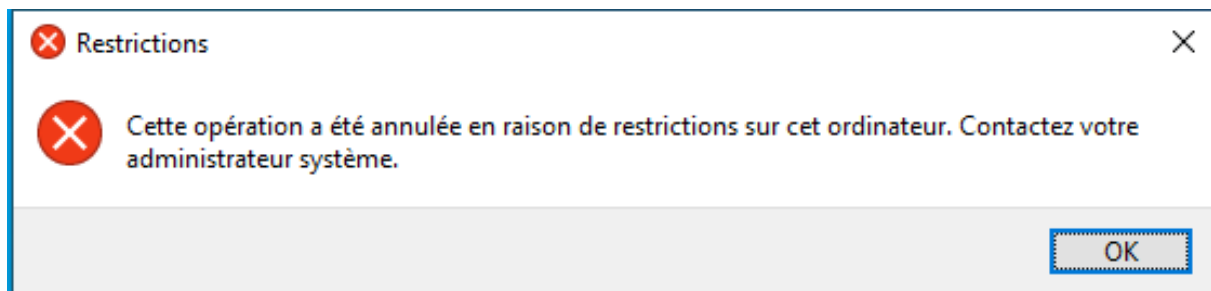 Restrictions
Cette opération a été annulée en raison de restrictions sur cet ordinateur. Contactez votre
administrateur système.
OK